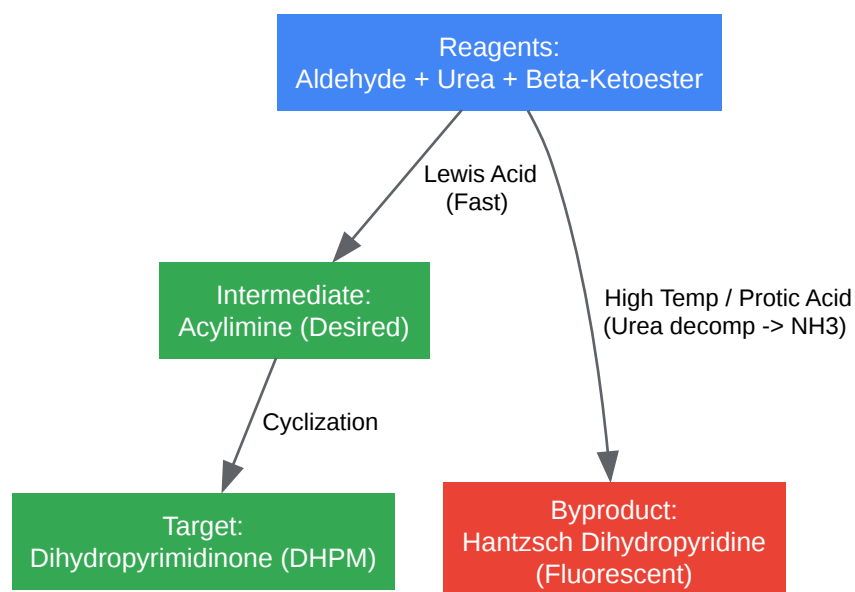 Reagents:
Aldehyde + Urea + Beta-Ketoester
Lewis Acid
(Fast)
Intermediate:
Acylimine (Desired)
High Temp / Protic Acid
(Urea decomp -> NH3)
Cyclization
Target:
Dihydropyrimidinone (DHPM)
Byproduct:
Hantzsch Dihydropyridine
(Fluorescent)